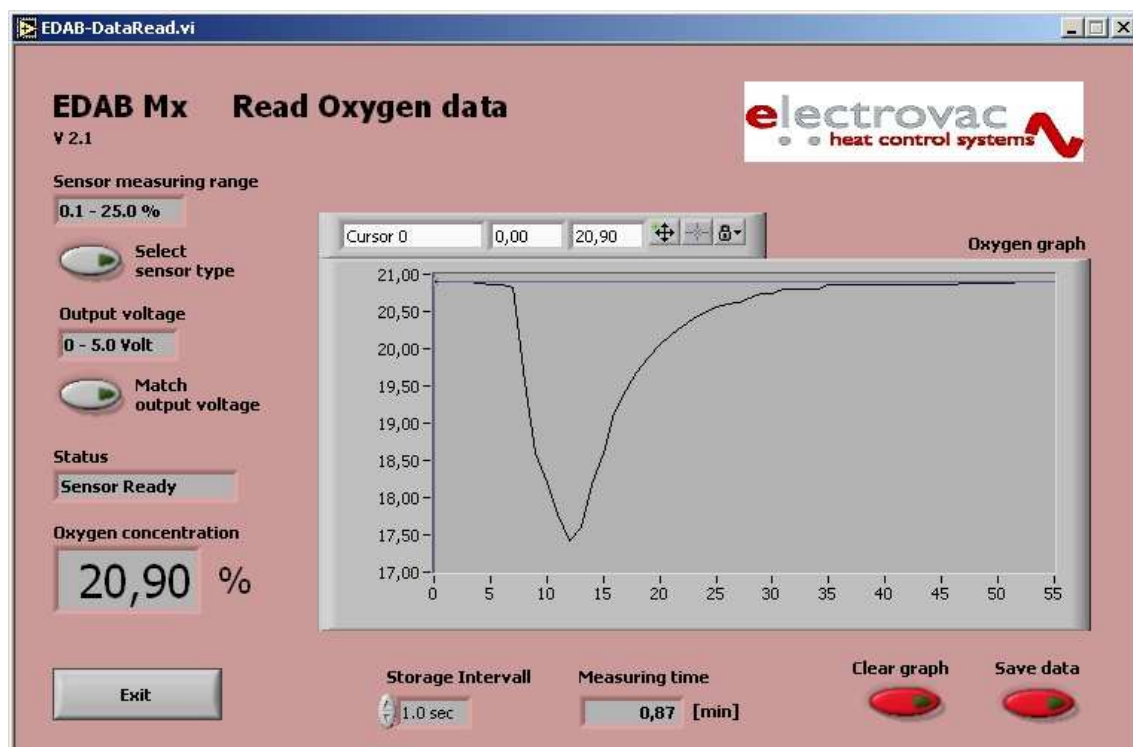 EDAB-DataRead.vi
EDAB Mx Read Oxygen data
V 2.1
electrovac
heat control systems
Sensor measuring range
0.1 - 25.0 %
Select
sensor type
Output voltage
0 - 5.0 Volt
Match
output voltage
Status
Sensor Ready
Oxygen concentration
20,90 %
Exit
Cursor 0 0,00 20,90
Oxygen graph
21,00
20,50
20,00
19,50
19,00
18,50
18,00
17,50
17,00
0 5 10 15 20 25 30 35 40 45 50 55
Storage Intervall
1.0 sec
Measuring time
0,87 [min]
Clear graph
Save data